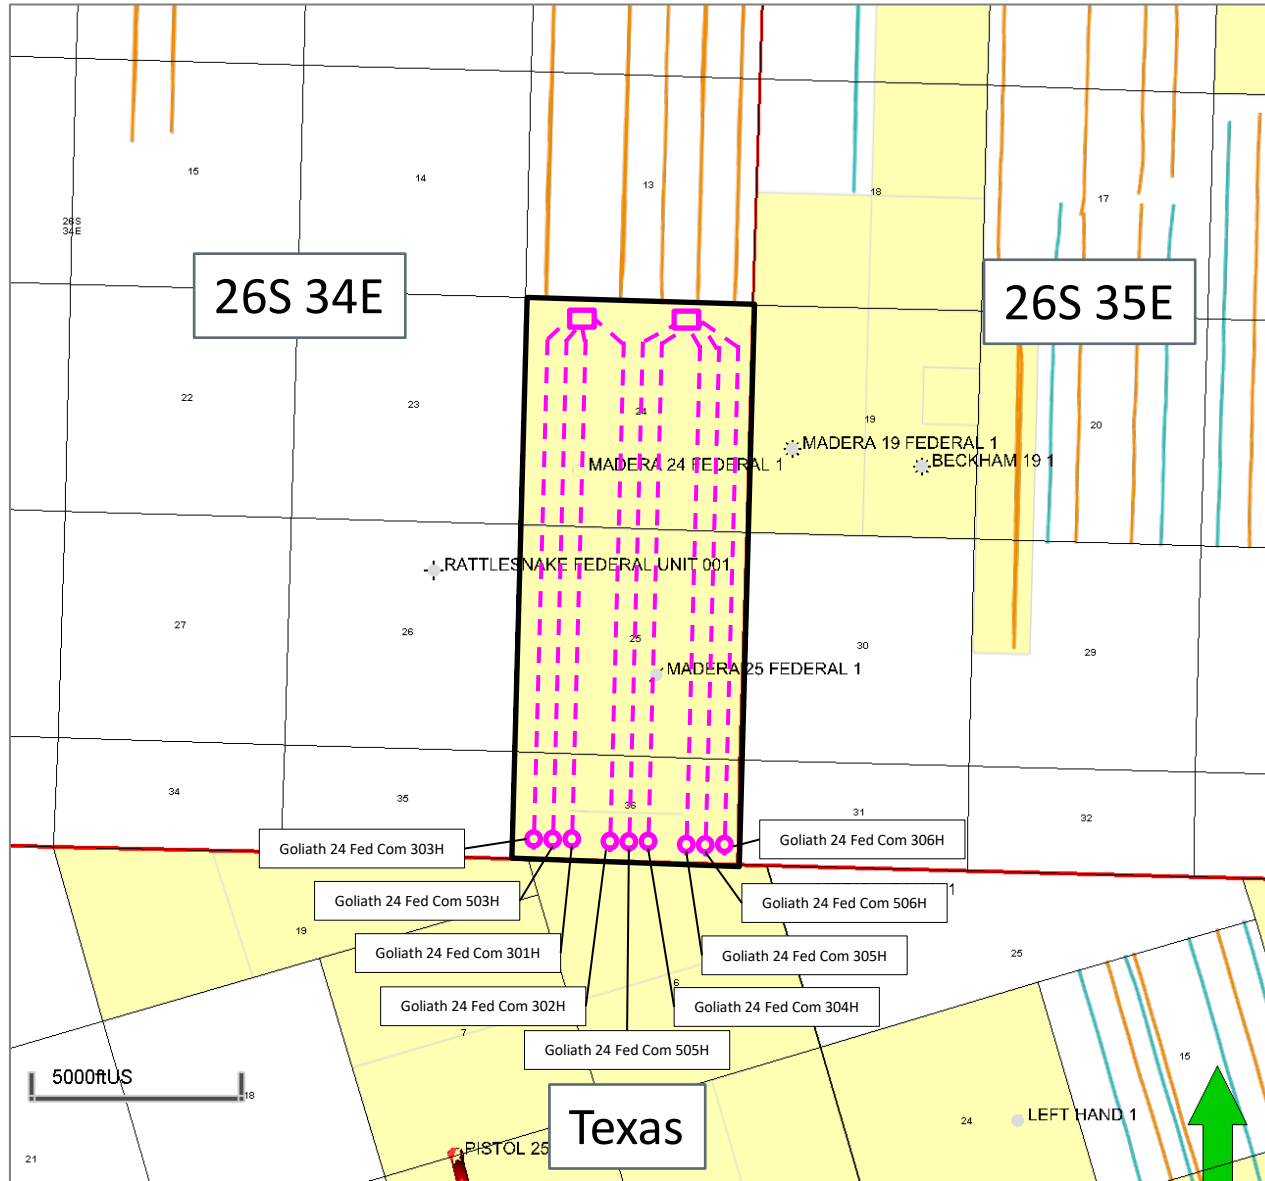 15
14
13
18
17
26S
34E
26S 34E
26S 35E
22
23
24
19
20
MADERA 19 FEDERAL 1
MADERA 24 FEDERAL 1
BECKHAM 19 1
RATTLESNAKE FEDERAL UNIT 001
27
26
25
30
29
MADERA 25 FEDERAL 1
34
35
36
31
32
Goliath 24 Fed Com 303H
Goliath 24 Fed Com 306H
Goliath 24 Fed Com 503H
Goliath 24 Fed Com 506H
1
19
Goliath 24 Fed Com 301H
Goliath 24 Fed Com 305H
25
6
Goliath 24 Fed Com 302H
Goliath 24 Fed Com 304H
7
Goliath 24 Fed Com 505H
15
5000ftUS
18
Texas
24
LEFT HAND 1
PISTOL 25
21